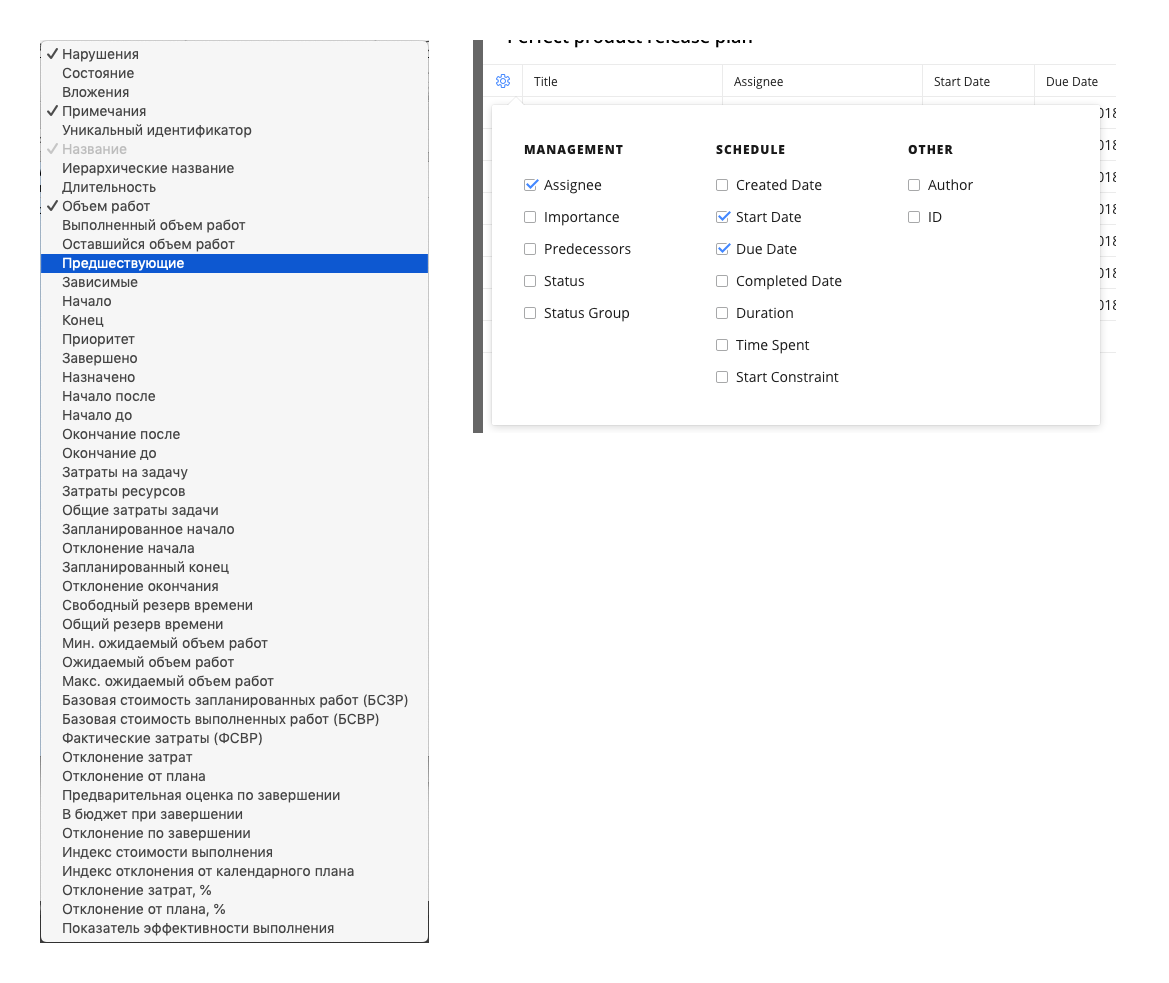 ✓ Нарушения
Состояние
Вложения
✓ Примечания
Уникальный идентификатор
✓ Название
Иерархические название
Длительность
✓ Объем работ
Выполненный объем работ
Оставшийся объем работ
Предшествующие
Зависимые
Начало
Конец
Приоритет
Завершено
Назначено
Начало после
Начало до
Окончание после
Окончание до
Затраты на задачу
Затраты ресурсов
Общие затраты задачи
Запланированное начало
Отклонение начала
Запланированный конец
Отклонение окончания
Свободный резерв времени
Общий резерв времени
Мин. ожидаемый объем работ
Ожидаемый объем работ
Макс. ожидаемый объем работ
Базовая стоимость запланированных работ (БСЗР)
Базовая стоимость выполненных работ (БСВР)
Фактические затраты (ФСВР)
Отклонение затрат
Отклонение от плана
Предварительная оценка по завершении
В бюджет при завершении
Отклонение по завершении
Индекс стоимости выполнения
Индекс отклонения от календарного плана
Отклонение затрат, %
Отклонение от плана, %
Показатель эффективности выполнения
Perfect product release plan
Title Assignee Start Date Due Date
MANAGEMENT
Assignee
Importance
Predecessors
Status
Status Group
SCHEDULE
Created Date
Start Date
Due Date
Completed Date
Duration
Time Spent
Start Constraint
OTHER
Author
ID